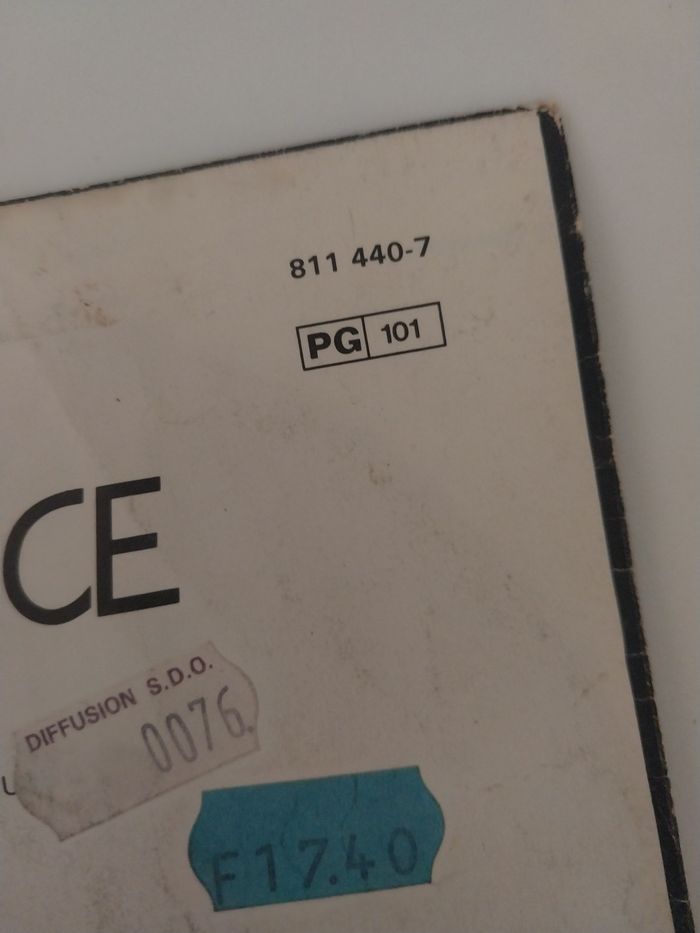 811 440-7
PG 101
CE
DIFFUSION S.D.O.
0076.
U
F17.40